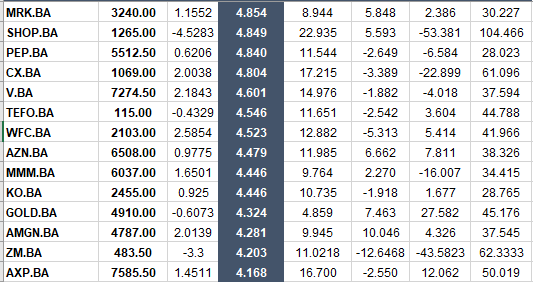 MRK.BA 3240.00 1.1552 4.854 8.944 5.848 2.386 30.227
SHOP.BA 1265.00 -4.5283 4.849 22.935 5.593 -53.381 104.466
PEP.BA 5512.50 0.6206 4.840 11.544 -2.649 -6.584 28.023
CX.BA 1069.00 2.0038 4.804 17.215 -3.389 -22.899 61.096
V.BA 7274.50 2.1843 4.601 14.976 -1.882 -4.018 37.594
TEFO.BA 115.00 -0.4329 4.546 11.651 -2.542 3.604 44.788
WFC.BA 2103.00 2.5854 4.523 12.882 -5.313 5.414 41.966
AZN.BA 6508.00 0.9775 4.479 11.985 6.662 7.811 38.326
MMM.BA 6037.00 1.6501 4.446 9.764 2.270 -16.007 34.415
KO.BA 2455.00 0.925 4.446 10.735 -1.918 1.677 28.765
GOLD.BA 4910.00 -0.6073 4.324 4.859 7.463 27.582 45.176
AMGN.BA 4787.00 2.0139 4.281 9.945 10.046 4.326 37.545
ZM.BA 483.50 -3.3 4.203 11.0218 -12.6468 -43.5823 62.3333
AXP.BA 7585.50 1.4511 4.168 16.700 -2.550 12.062 50.019